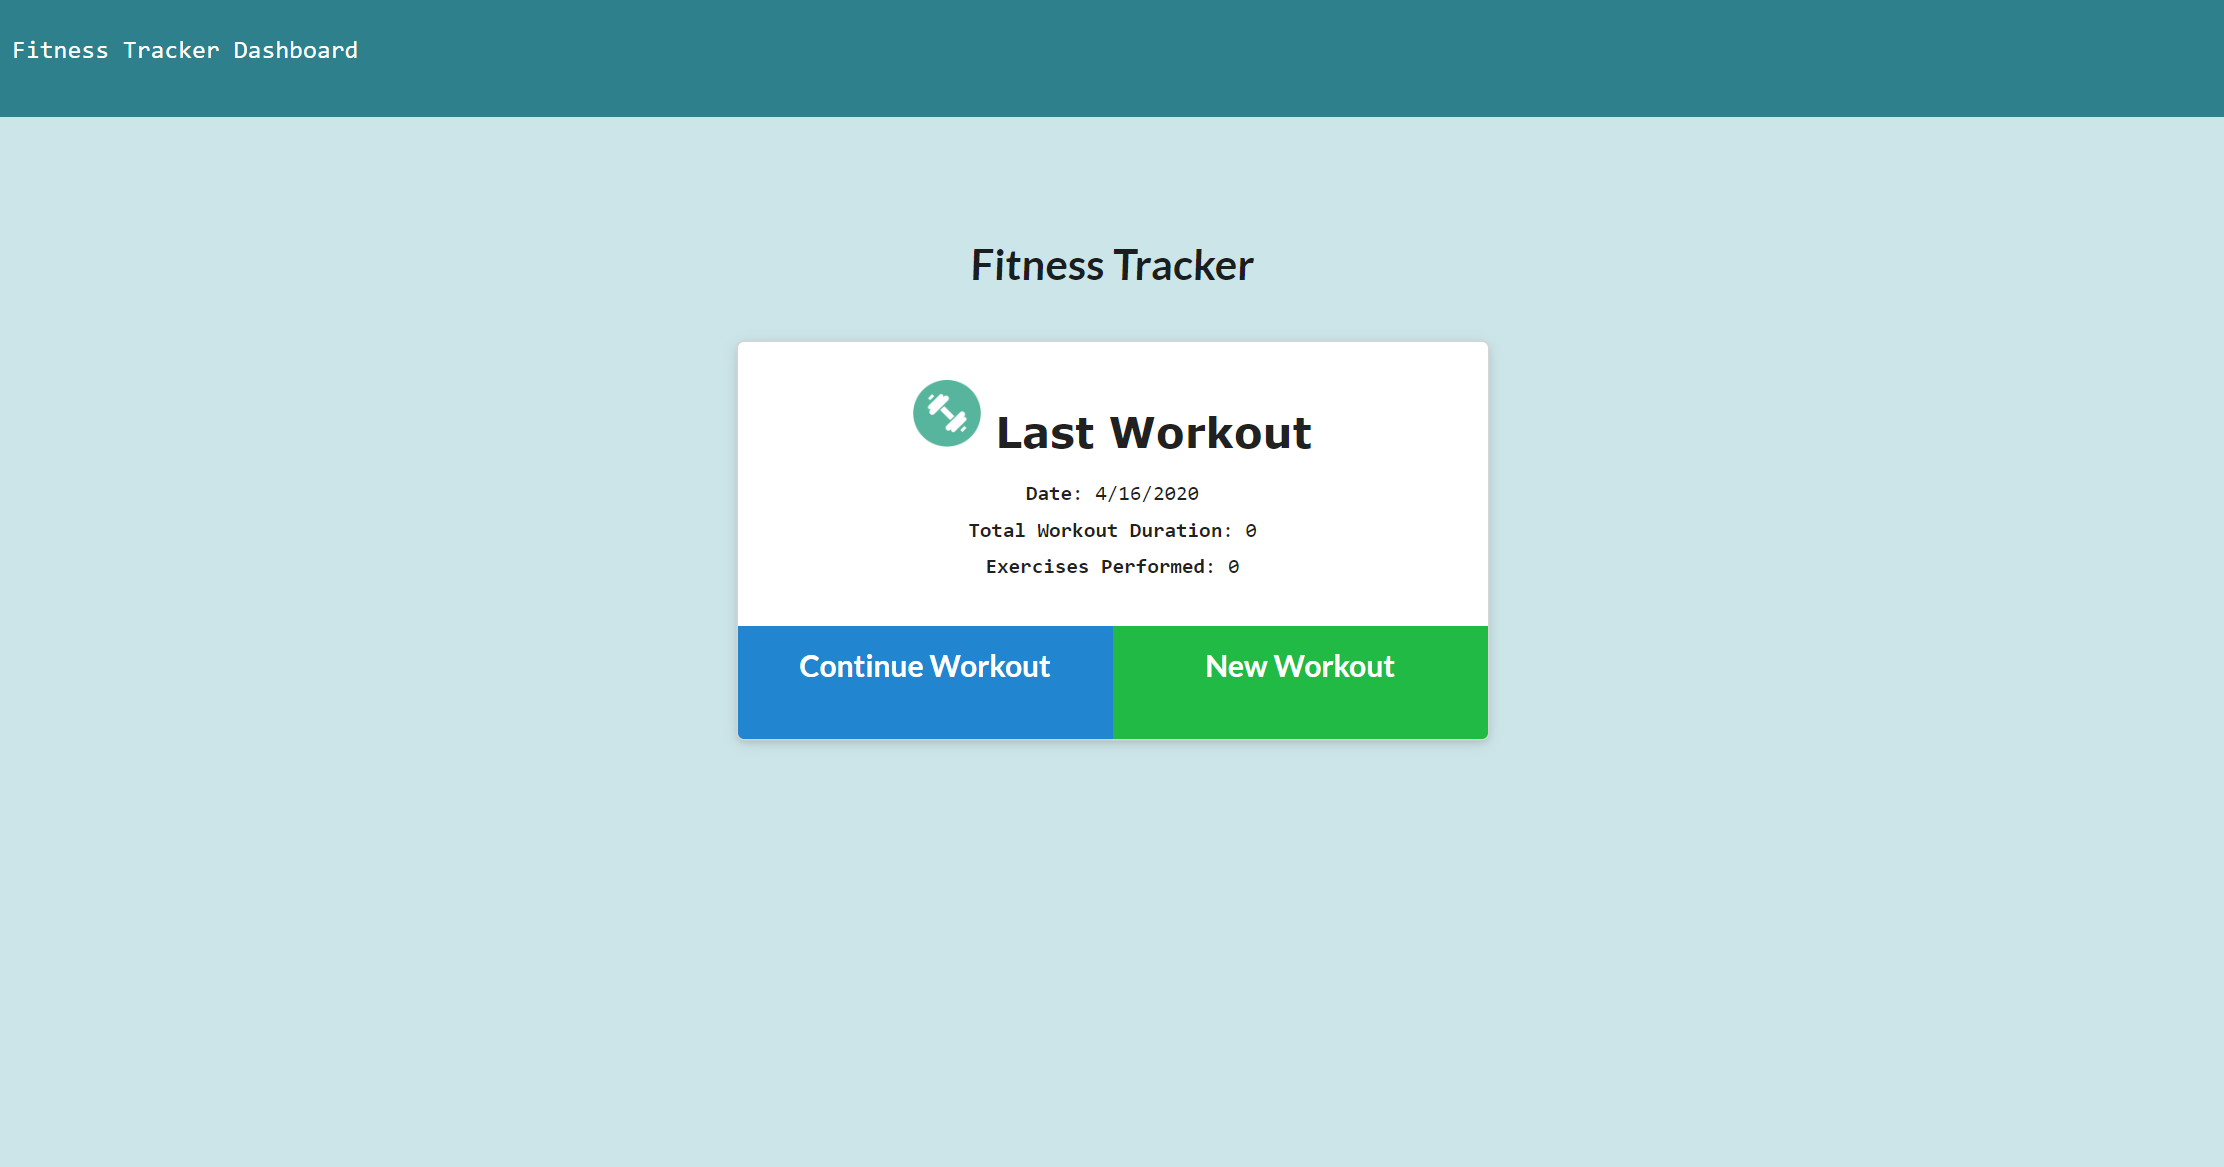 Fitness Tracker Dashboard
Fitness Tracker
Last Workout
Date: 4/16/2020
Total Workout Duration: 0
Exercises Performed: 0
Continue Workout
New Workout